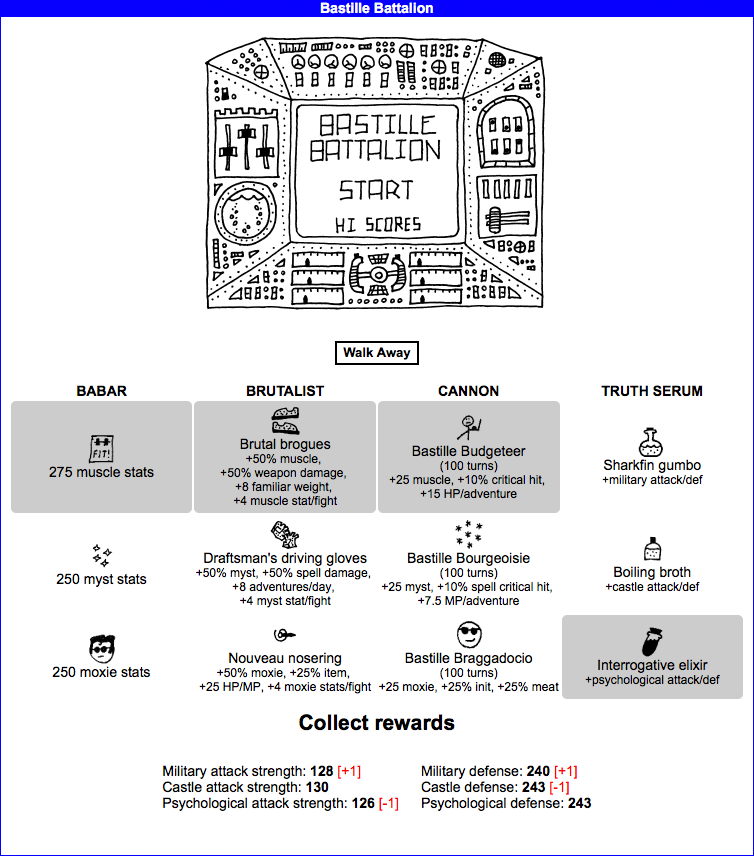 Bastille Battalion
BASTILLE
BATTALION
START
HI SCORES
Walk Away
BABAR
BRUTALIST
CANNON
TRUTH SERUM
FIT!
275 muscle stats
Brutal brogues
+50% muscle,
+50% weapon damage,
+8 familiar weight,
+4 muscle stat/fight
Bastille Budgeteer
(100 turns)
+25 muscle, +10% critical hit,
+15 HP/adventure
Sharkfin gumbo
+military attack/def
250 myst stats
Draftsman's driving gloves
+50% myst, +50% spell damage,
+8 adventures/day,
+4 myst stat/fight
Bastille Bourgeoisie
(100 turns)
+25 myst, +10% spell critical hit,
+7.5 MP/adventure
Boiling broth
+castle attack/def
250 moxie stats
Nouveau nosering
+50% moxie, +25% item,
+25 HP/MP, +4 moxie stats/fight
Bastille Braggadocio
(100 turns)
+25 moxie, +25% init, +25% meat
Interrogative elixir
+psychological attack/def
Collect rewards
Military attack strength: 128 [+1]
Castle attack strength: 130
Psychological attack strength: 126 [-1]
Military defense: 240 [+1]
Castle defense: 243 [-1]
Psychological defense: 243